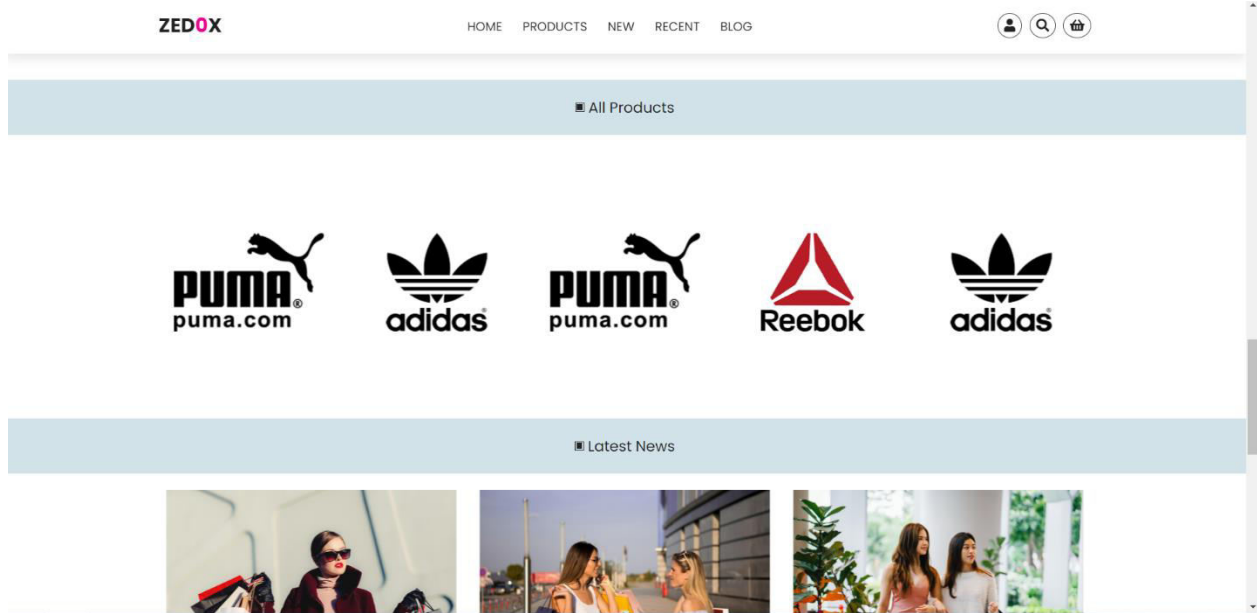 ZEDOX
HOME PRODUCTS NEW RECENT BLOG
▣ All Products
PUMA®
puma.com
adidas®
PUMA®
puma.com
Reebok
adidas®
▣ Latest News